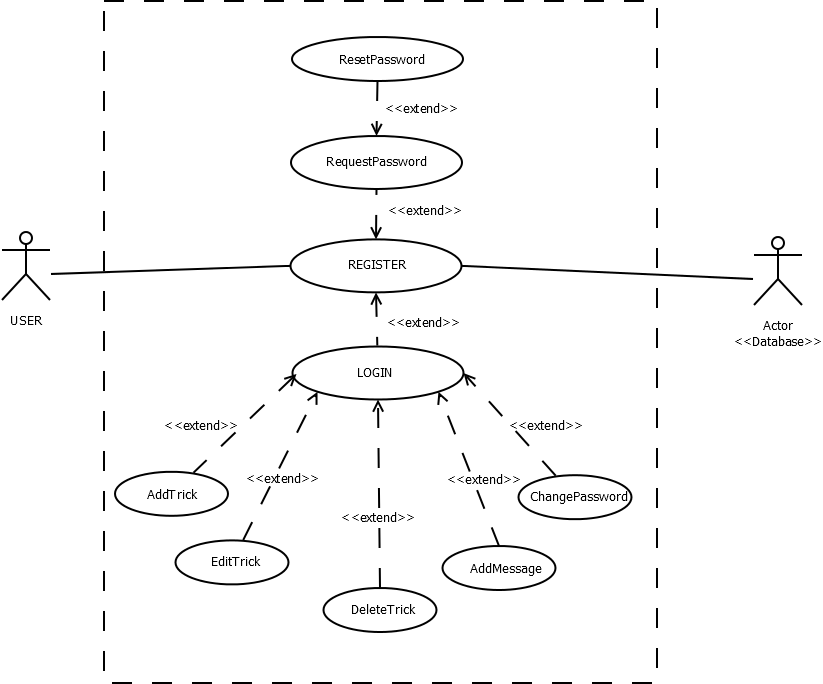 ResetPassword
<<extend>>
RequestPassword
<<extend>>
REGISTER
USER
Actor
<<Database>>
<<extend>>
LOGIN
<<extend>>
<<extend>>
<<extend>>
<<extend>>
<<extend>>
AddTrick
ChangePassword
EditTrick
AddMessage
DeleteTrick